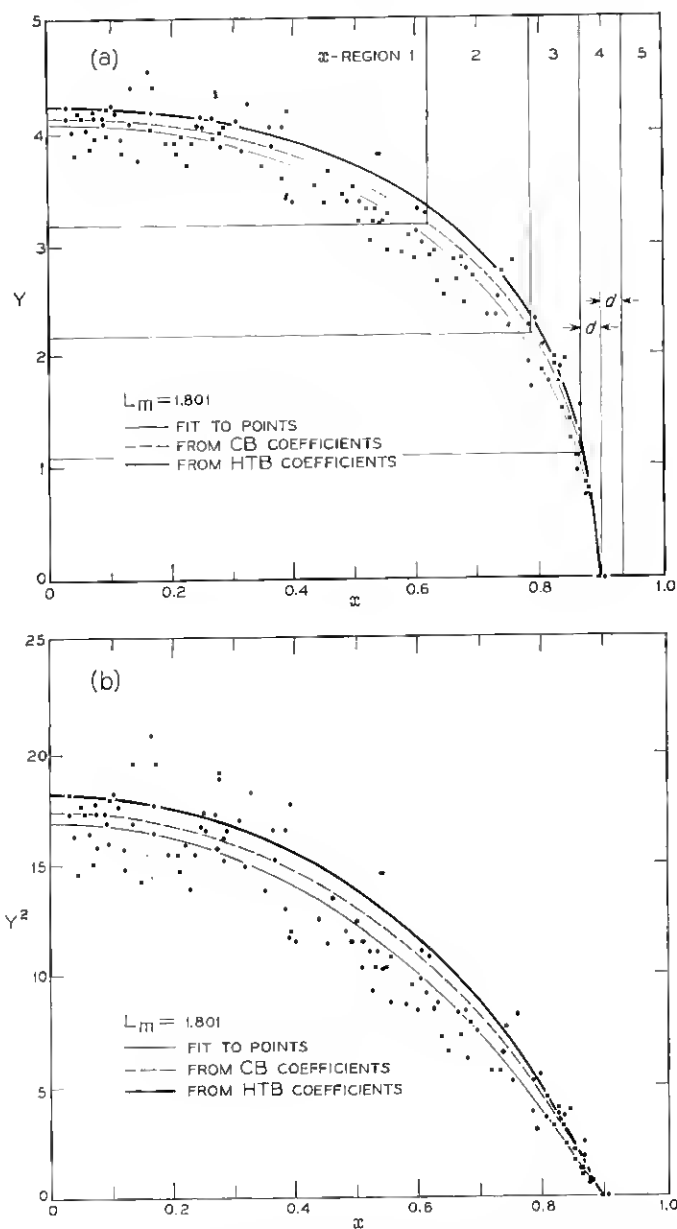 (a)
x-REGION 1 2 3 4 5
5
4
3
Y
2
1
0
d
d
Lm=1.801
FIT TO POINTS
FROM CB COEFFICIENTS
FROM HTB COEFFICIENTS
0.2 0.4 0.6 0.8 1.0
x
25
(b)
20
15
Y²
10
5
0
Lm = 1.801
FIT TO POINTS
FROM CB COEFFICIENTS
FROM HTB COEFFICIENTS
0 0.2 0.4 0.6 0.8 1.0
x